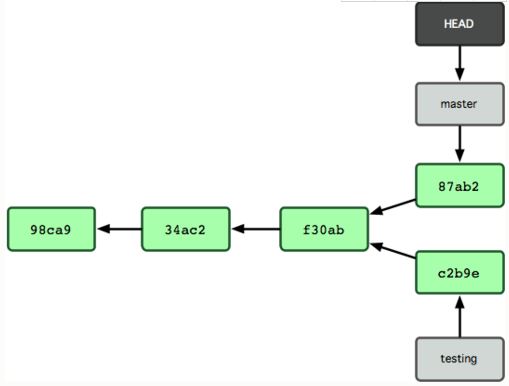 HEAD
master
87ab2
98ca9
34ac2
f30ab
c2b9e
testing